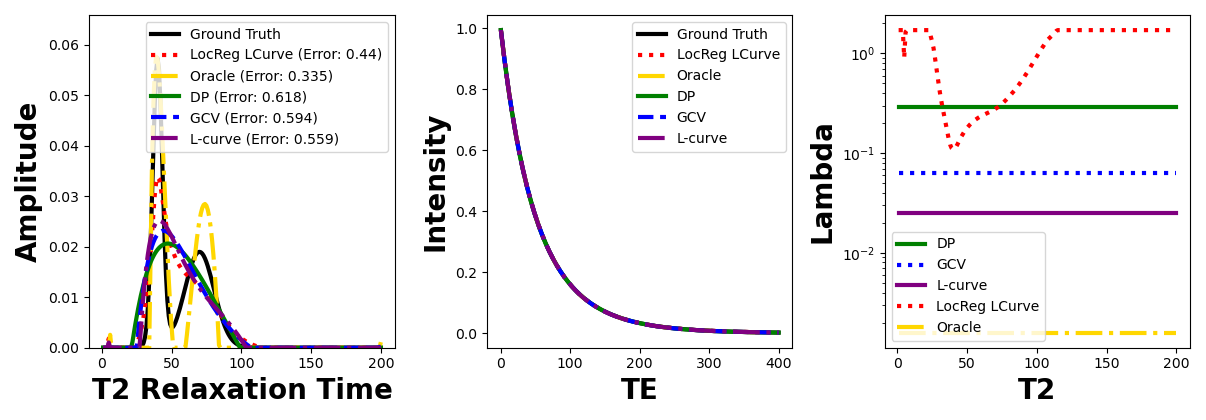 Amplitude
0.06
0.05
0.04
0.03
0.02
0.01
0.00
0
50
100
150
200
T2 Relaxation Time
Ground Truth
LocReg LCurve (Error: 0.44)
Oracle (Error: 0.335)
DP (Error: 0.618)
GCV (Error: 0.594)
L-curve (Error: 0.559)
Intensity
1.0
0.8
0.6
0.4
0.2
0.0
0
100
200
300
400
TE
Ground Truth
LocReg LCurve
Oracle
DP
GCV
L-curve
Lambda
10⁰
10⁻¹
10⁻²
0
50
100
150
200
T2
DP
GCV
L-curve
LocReg LCurve
Oracle